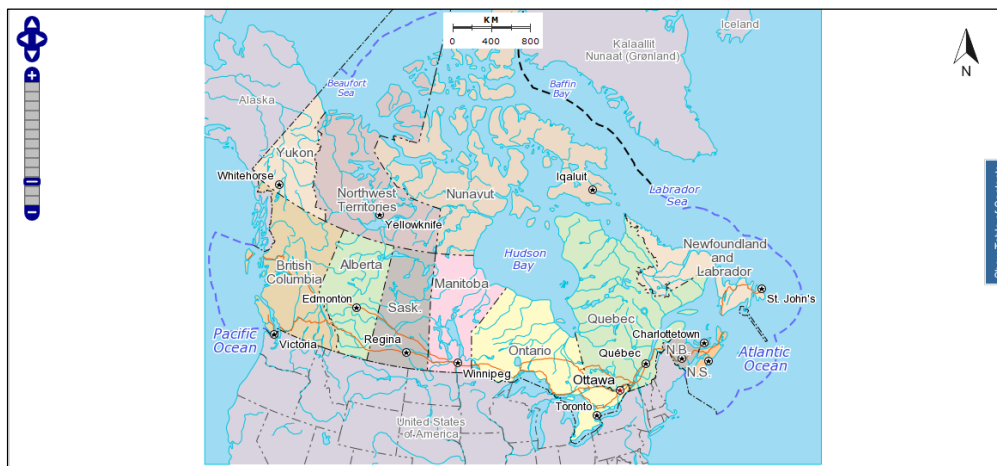 KM
0 400 800
Iceland
Kalaallit
Nunaat (Grønland)
N
Beaufort
Sea
Baffin
Bay
Alaska
Yukon
Whitehorse
Northwest
Territories
Yellowknife
Nunavut
Iqaluit
Labrador
Sea
Hudson
Bay
Newfoundland
and
Labrador
British
Columbia
Alberta
Edmonton
Sask.
Manitoba
St. John's
Quebec
Pacific
Ocean
Victoria
Regina
Winnipeg
Ontario
Charlottetown
N.B.
Québec
N.S.
Atlantic
Ocean
Ottawa
Toronto
United States
of America